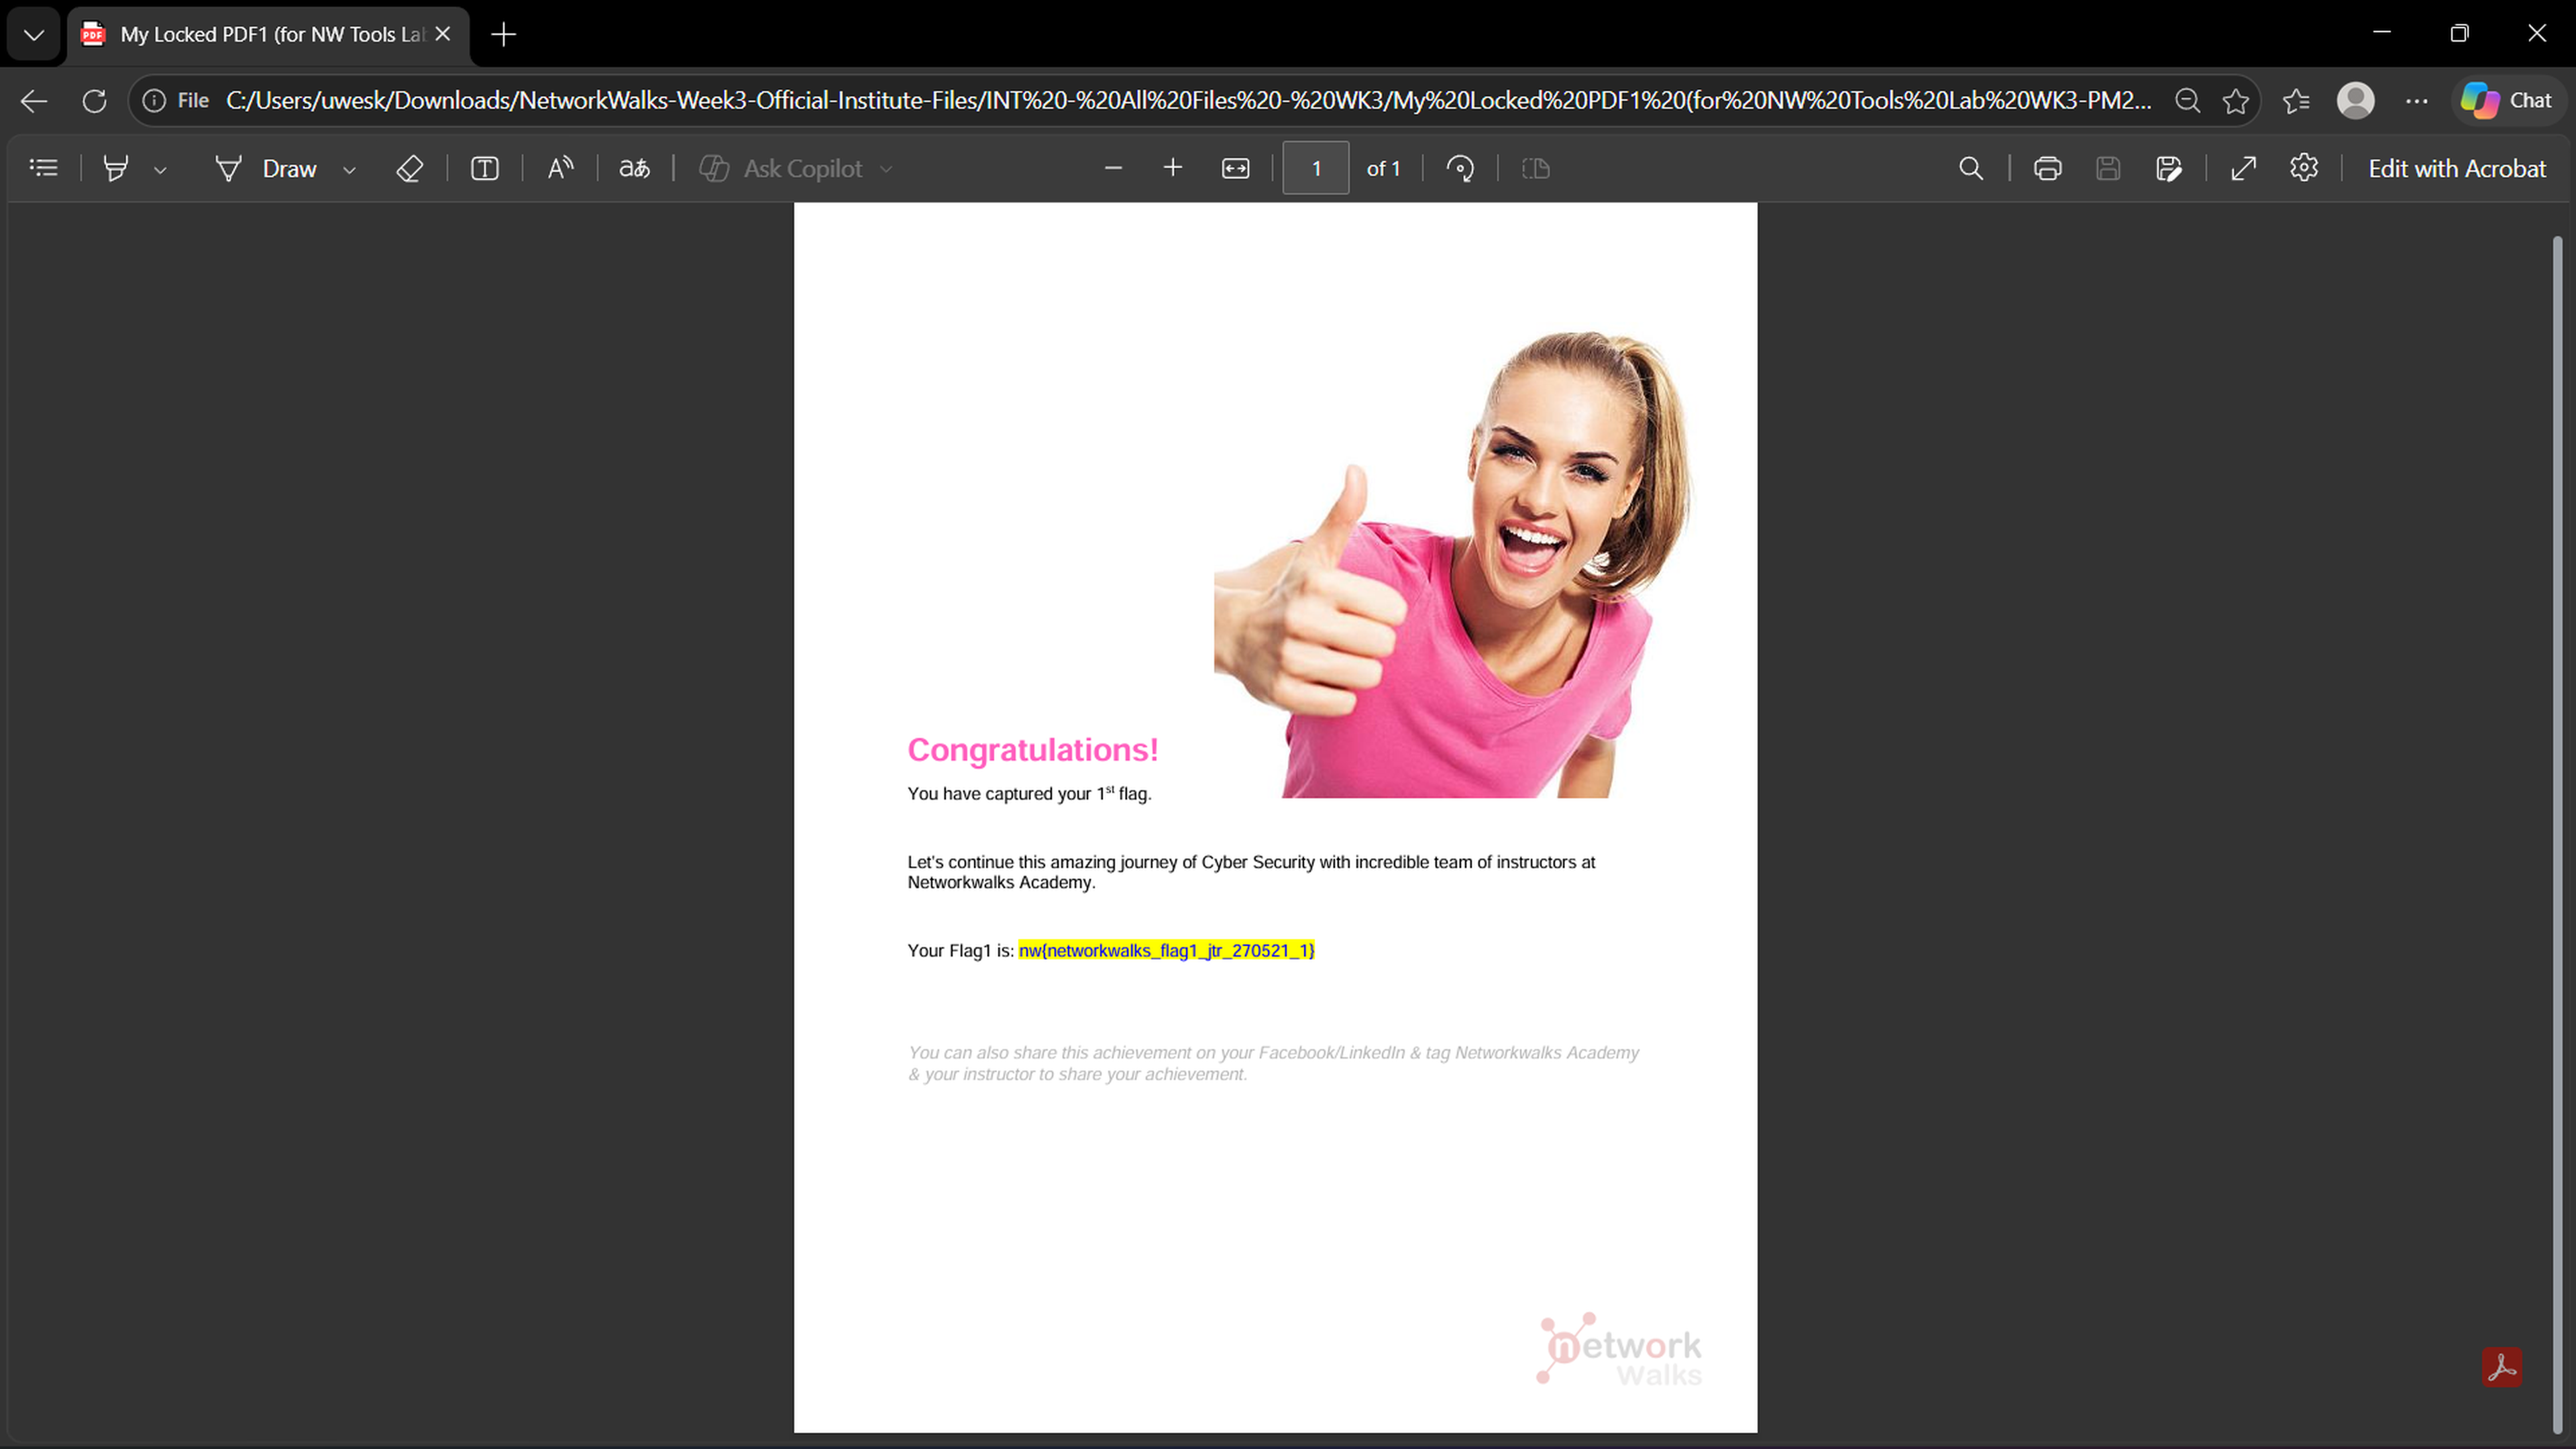 My Locked PDF1 (for NW Tools La
File C:/Users/uwesk/Downloads/NetworkWalks-Week3-Official-Institute-Files/INT%20-%20All%20Files%20-%20WK3/My%20Locked%20PDF1%20(for%20NW%20Tools%20Lab%20WK3-PM2... Chat
Draw T A aあ Ask Copilot 1 of 1 Edit with Acrobat
Congratulations!
You have captured your 1st flag.
Let's continue this amazing journey of Cyber Security with incredible team of instructors at
Networkwalks Academy.
Your Flag1 is: nw{networkwalks_flag1_jtr_270521_1}
You can also share this achievement on your Facebook/LinkedIn & tag Networkwalks Academy
& your instructor to share your achievement.
network
Walks